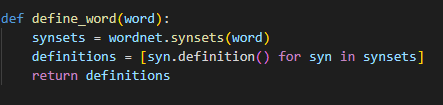 def define_word(word):
    synsets = wordnet.synsets(word)
    definitions = [syn.definition() for syn in synsets]
    return definitions